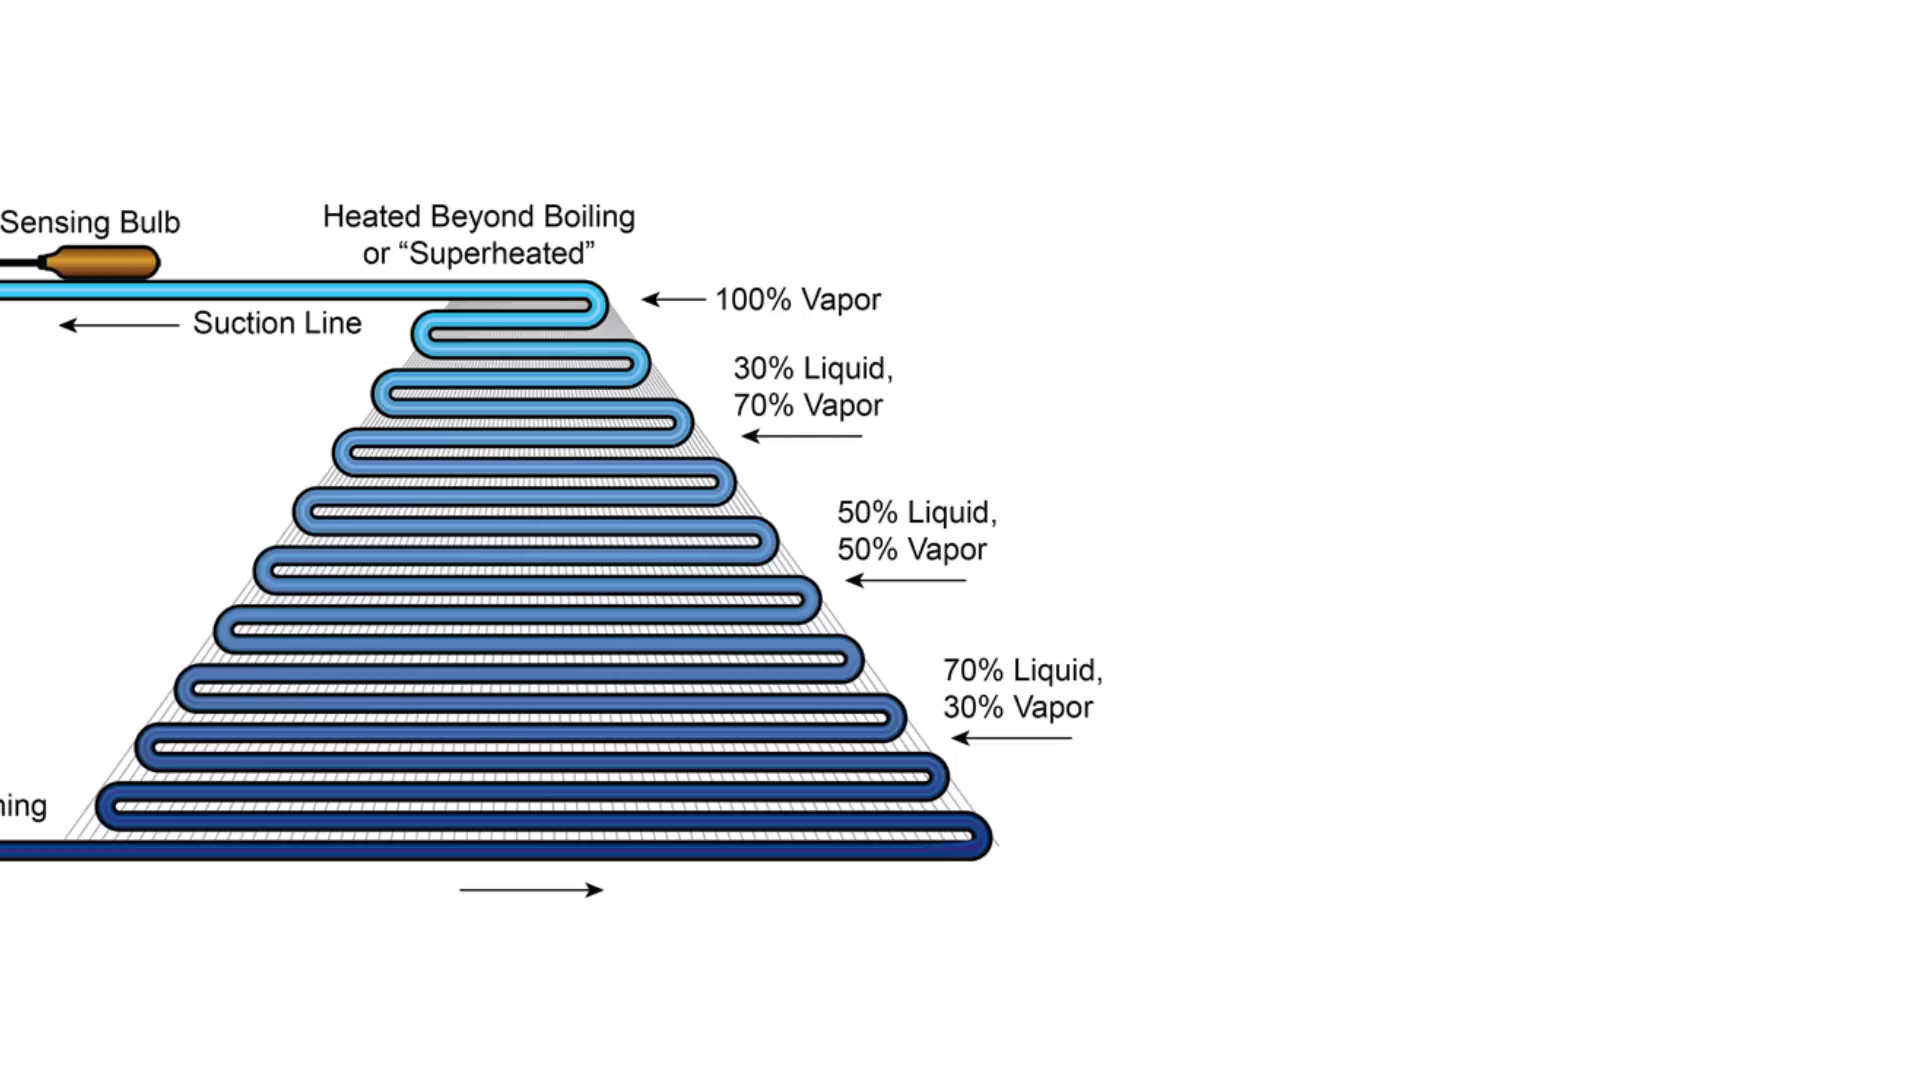 Sensing Bulb
Heated Beyond Boiling
or “Superheated”
100% Vapor
Suction Line
30% Liquid,
70% Vapor
50% Liquid,
50% Vapor
70% Liquid,
30% Vapor